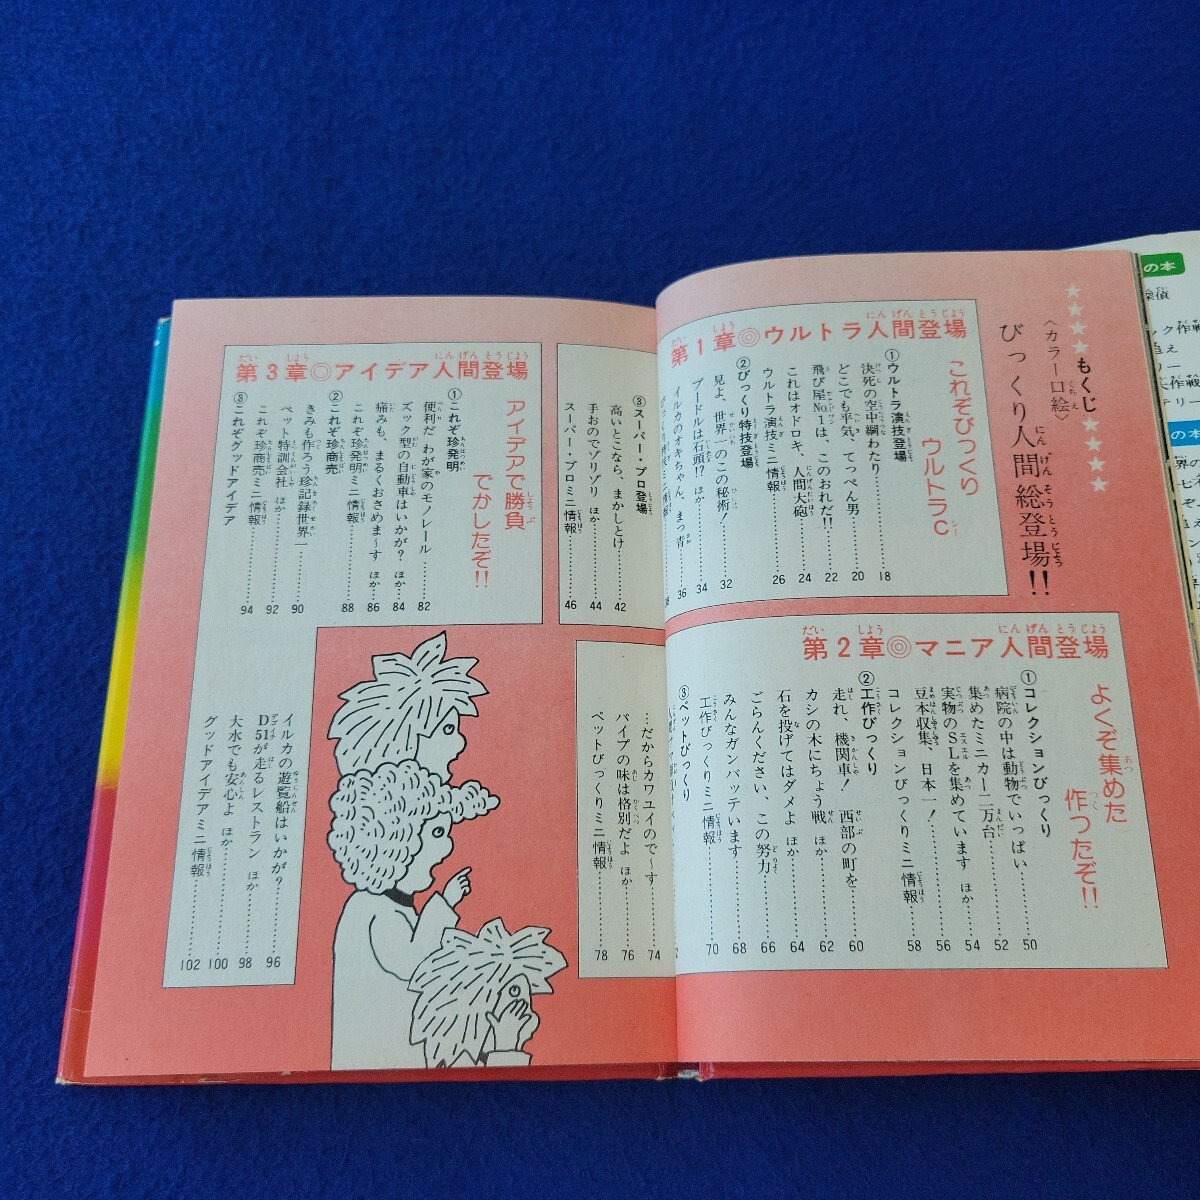 もくじ
〈カラー口絵〉
びっくり人間総登場!!
第1章◎ウルトラ人間登場
これぞびっくり
ウルトラC
①ウルトラ演技登場
決死の空中綱わたり……18
どこでも平気、てっぺん男……20
飛び屋No.1は、このおれだ!!……22
これはオドロキ、人間大砲……24
ウルトラ演技ミニ情報……26
②びっくり特技登場
見よ、世界一のこの秘術!……32
ブードルは石頭!? ほか……34
イルカのオキちゃん、まっ青……36
③スーパー・プロ登場
高いとこなら、まかしとけ……42
手おのでゾリゾリ ほか……44
スーパー・プロミニ情報……46
第2章◎マニア人間登場
よくぞ集めた
作つたぞ!!
①コレクションびっくり
病院の中は動物でいっぱい……50
集めたミニカー二万台……52
実物のSLを集めています ほか……54
豆本収集、日本一!……56
コレクションびっくりミニ情報……58
②工作びっくり
走れ、機関車! 西部の町を……60
カシの木にちょう戦 ほか……62
石を投げてはダメよ ほか……64
ごらんください、この努力……66
みんなガンバッテいます……68
工作びっくりミニ情報……70
③ペットびっくり
…だからカワユイので〜す……74
パイプの味は格別だよ ほか……76
ペットびっくりミニ情報……78
第3章◎アイデア人間登場
アイデアで勝負
でかしたぞ!!
①これぞ珍発明
便利だ わが家のモノレール……82
ズック型の自動車はいかが? ほか……84
痛みも、まるくおさめま〜す ほか……86
これぞ珍発明ミニ情報……88
②これぞ珍商売
きみも作ろう珍記録世界一……90
ペット特訓会社 ほか……92
これぞ珍商売ミニ情報……94
③これぞグッドアイデア
イルカの遊覧船はいかが?……96
D51が走るレストラン ほか……98
大水でも安心よ ほか……100
グッドアイデアミニ情報……102
の本
の本